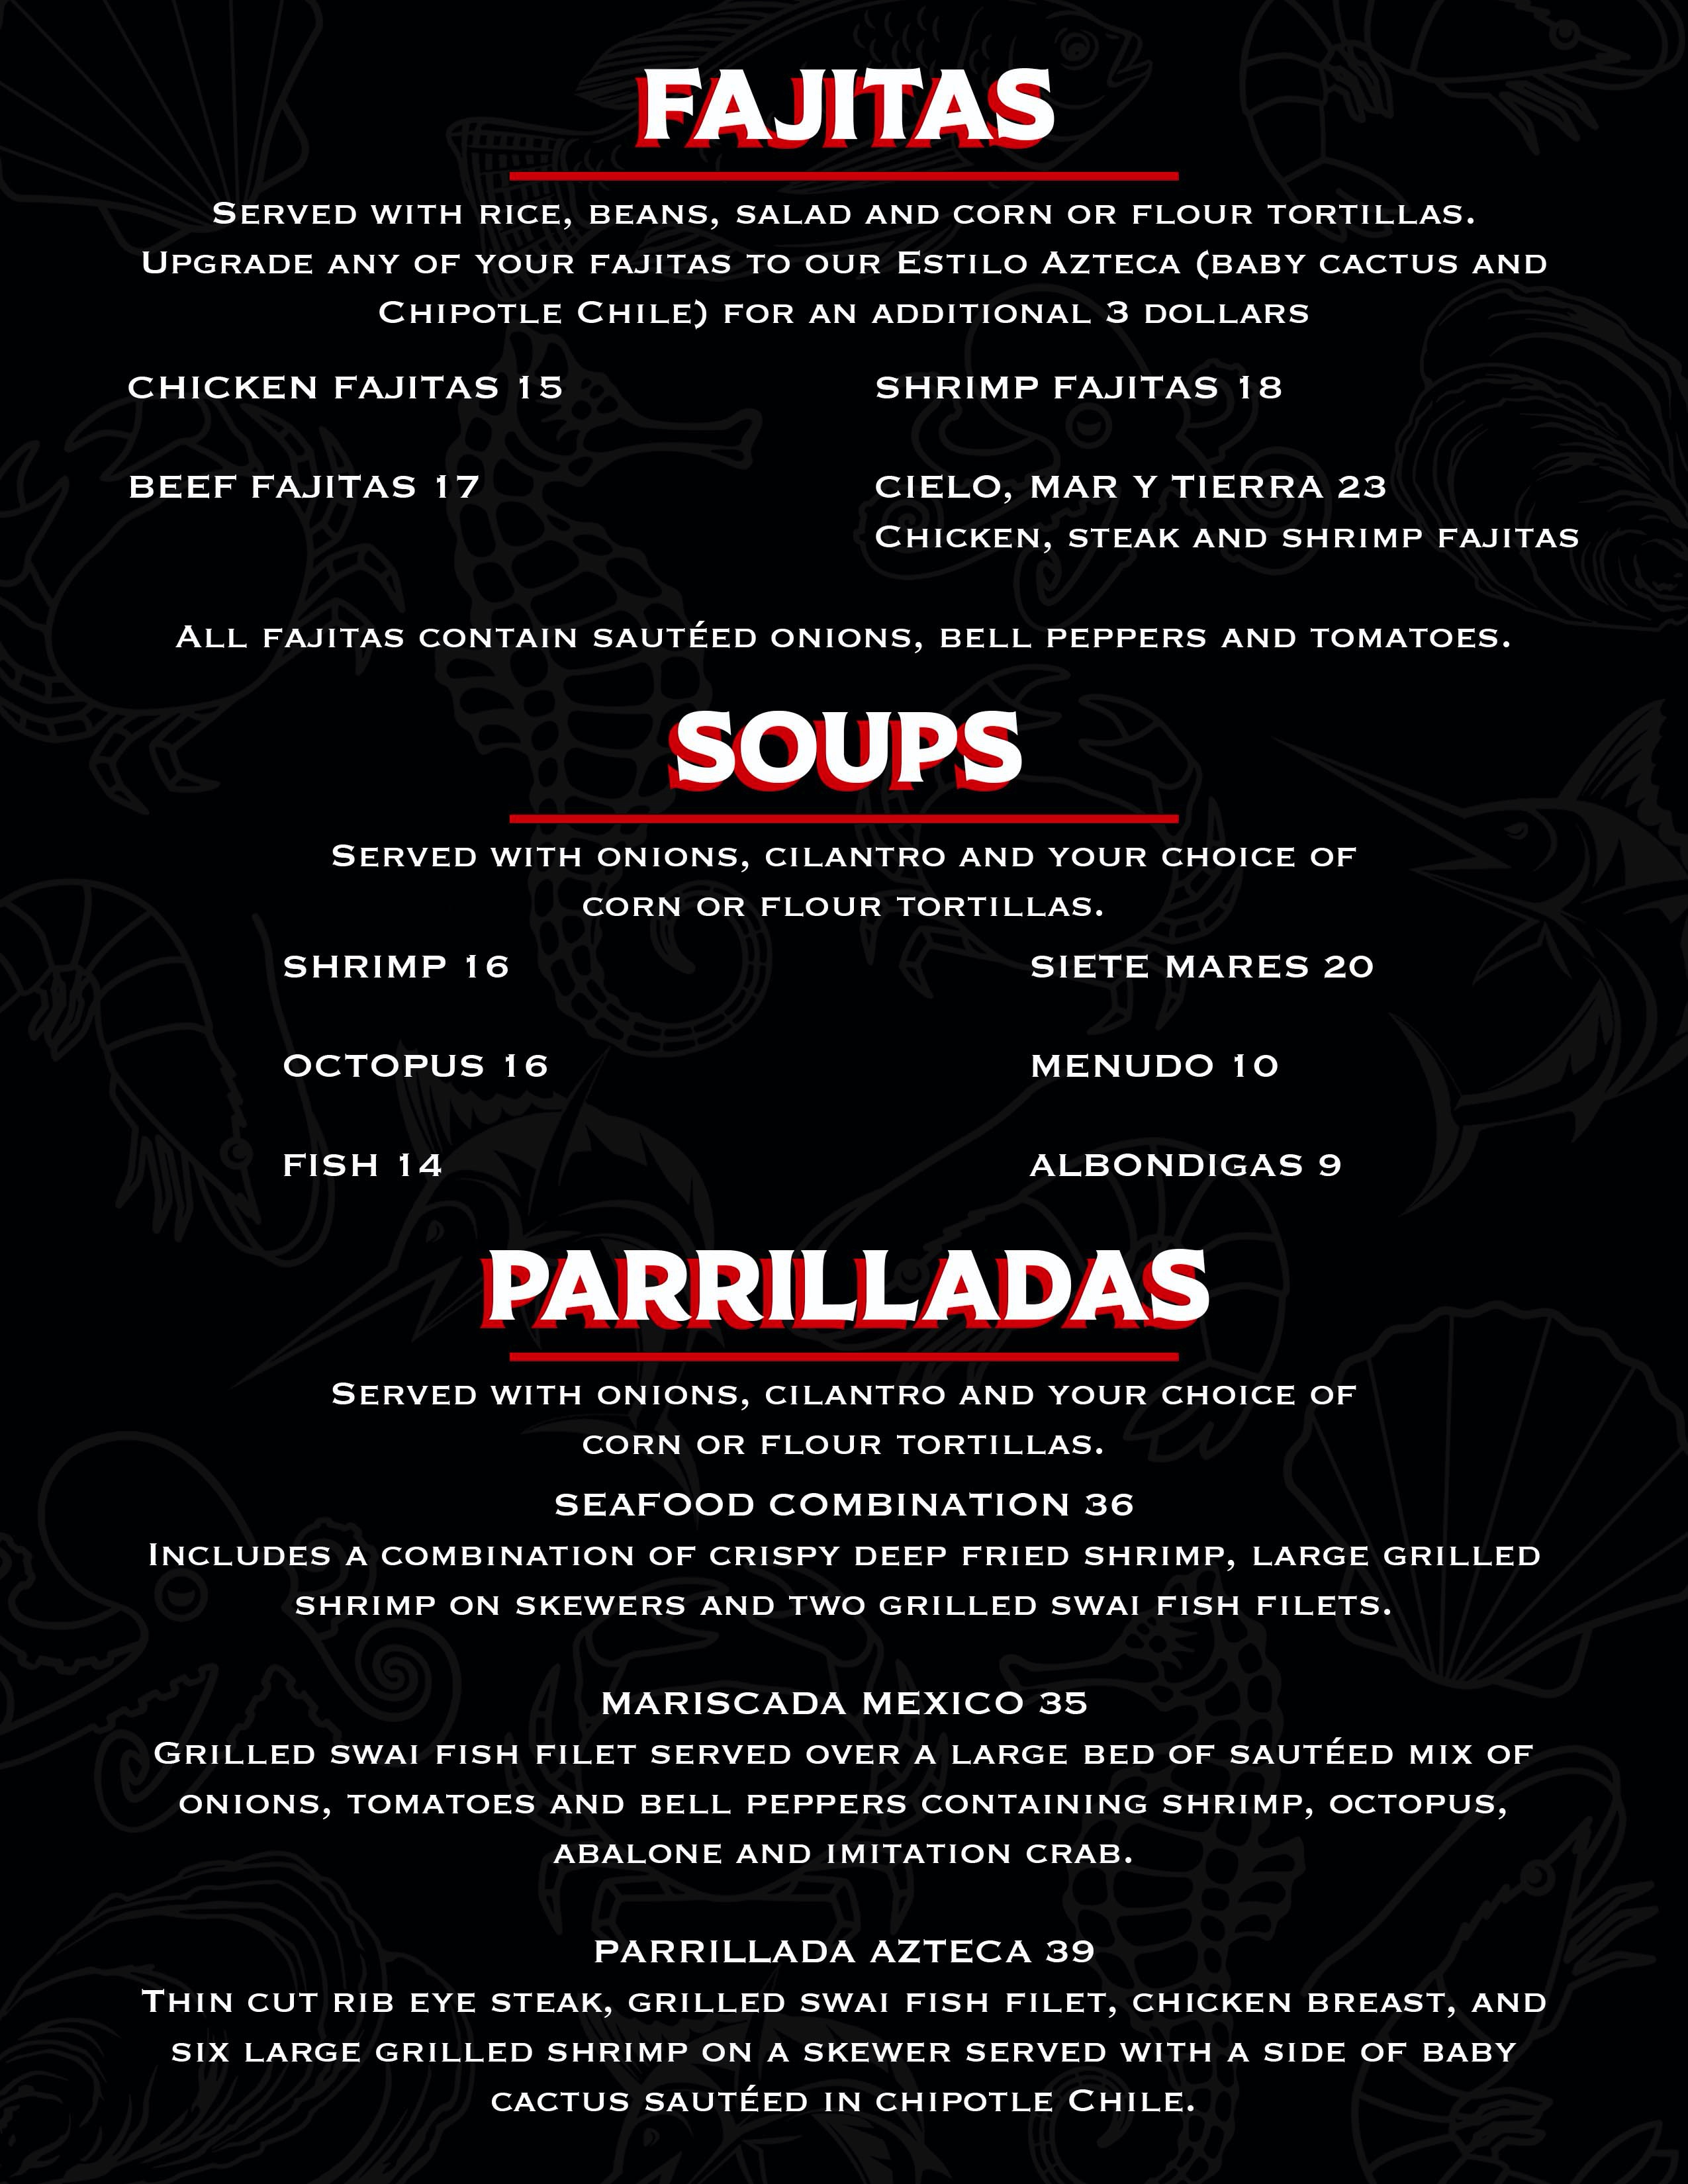 FAJITAS
Served with rice, beans, salad and corn or flour tortillas.
Upgrade any of your fajitas to our Estilo Azteca (baby cactus and
Chipotle Chile) for an additional 3 dollars
CHICKEN FAJITAS 15
SHRIMP FAJITAS 18
BEEF FAJITAS 17
CIELO, MAR Y TIERRA 23
Chicken, steak and shrimp fajitas
All fajitas contain sautéed onions, bell peppers and tomatoes.
SOUPS
Served with onions, cilantro and your choice of
corn or flour tortillas.
SHRIMP 16
SIETE MARES 20
OCTOPUS 16
MENUDO 10
FISH 14
ALBONDIGAS 9
PARRILLADAS
Served with onions, cilantro and your choice of
corn or flour tortillas.
SEAFOOD COMBINATION 36
Includes a combination of crispy deep fried shrimp, large grilled
shrimp on skewers and two grilled swai fish filets.
MARISCADA MEXICO 35
Grilled swai fish filet served over a large bed of sautéed mix of
onions, tomatoes and bell peppers containing shrimp, octopus,
abalone and imitation crab.
PARRILLADA AZTECA 39
Thin cut rib eye steak, grilled swai fish filet, chicken breast, and
six large grilled shrimp on a skewer served with a side of baby
cactus sautéed in chipotle Chile.